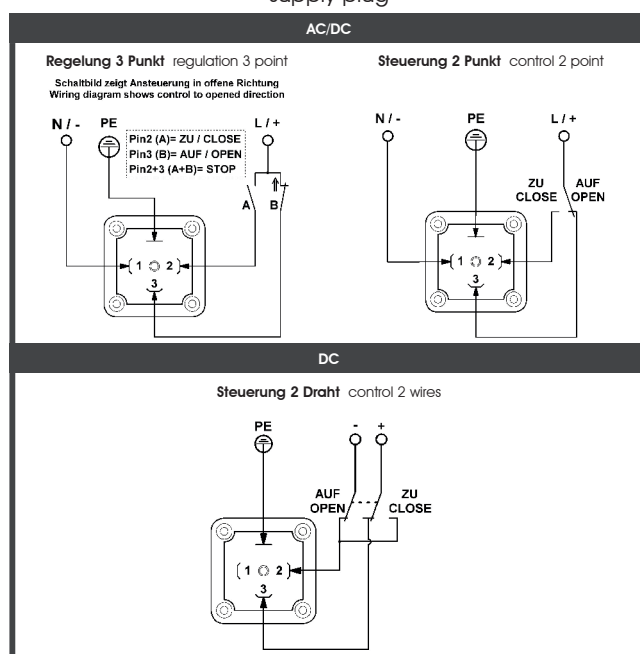 supply plug
AC/DC
Regelung 3 Punkt regulation 3 point
Schaltbild zeigt Ansteuerung in offene Richtung
Wiring diagram shows control to opened direction
N / -
PE
L / +
Pin2 (A)= ZU / CLOSE
Pin3 (B)= AUF / OPEN
Pin2+3 (A+B)= STOP
A
B
1
2
3
Steuerung 2 Punkt control 2 point
N / -
PE
L / +
ZU
CLOSE
AUF
OPEN
1
2
3
DC
Steuerung 2 Draht control 2 wires
PE
-
+
AUF
OPEN
ZU
CLOSE
1
2
3